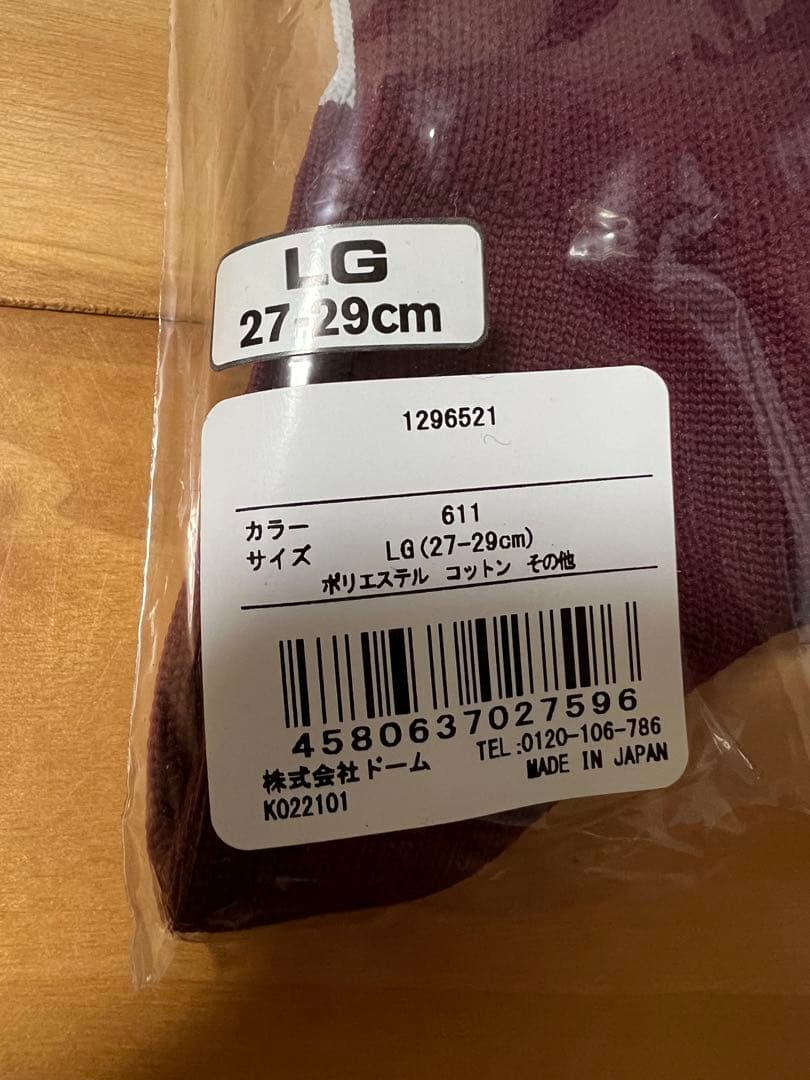 LG
27-29cm
1296521
カラー 611
サイズ LG(27-29cm)
ポリエステル コットン その他
4580637027596
株式会社ドーム TEL:0120-106-786
K022101 MADE IN JAPAN